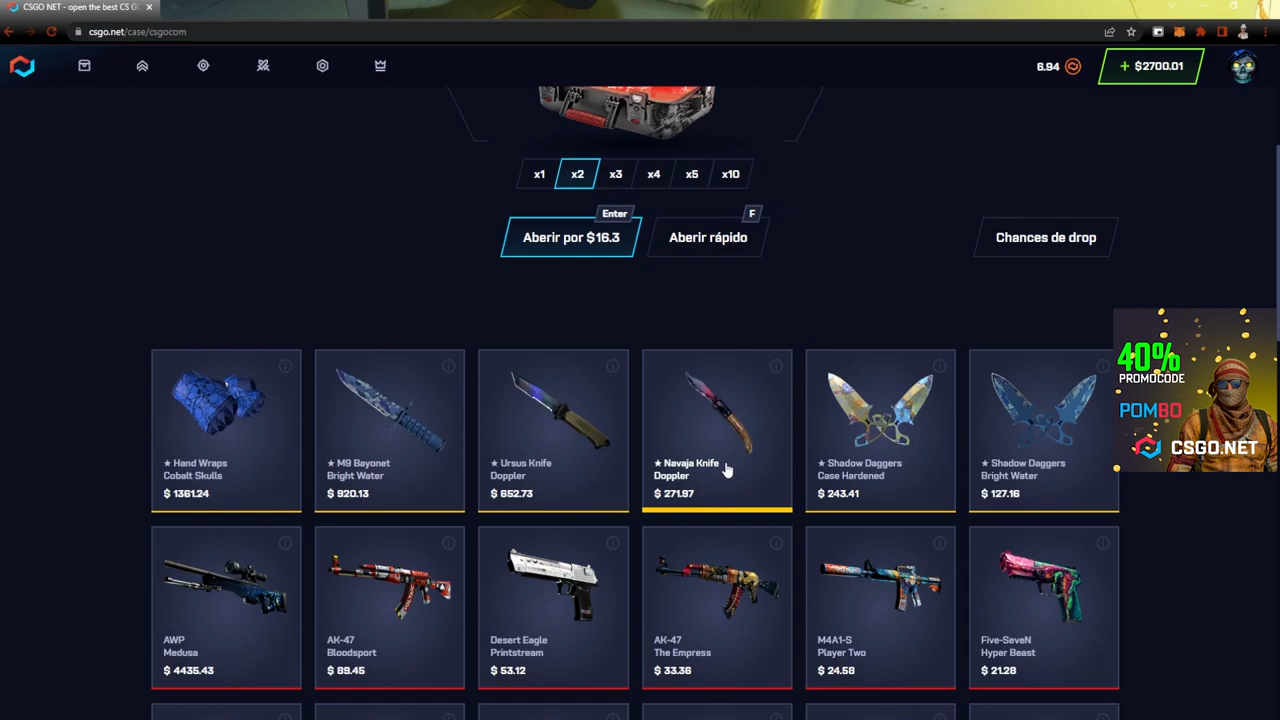 CSGO NET - open the best CS G
csgo.net/case/csgocom
6.94
+ $2700.01
x1
x2
x3
x4
x5
x10
Enter
F
Aberir por $16.3
Aberir rápido
Chances de drop
★ Hand Wraps
Cobalt Skulls
$ 1361.24
★ M9 Bayonet
Bright Water
$ 920.13
★ Ursus Knife
Doppler
$ 652.73
★ Navaja Knife
Doppler
$ 271.97
★ Shadow Daggers
Case Hardened
$ 243.41
★ Shadow Daggers
Bright Water
$ 127.16
40%
PROMOCODE
POMBO
CSGO.NET
AWP
Medusa
$ 4435.43
AK-47
Bloodsport
$ 89.45
Desert Eagle
Printstream
$ 53.12
AK-47
The Empress
$ 33.36
M4A1-S
Player Two
$ 24.58
Five-SeveN
Hyper Beast
$ 21.28